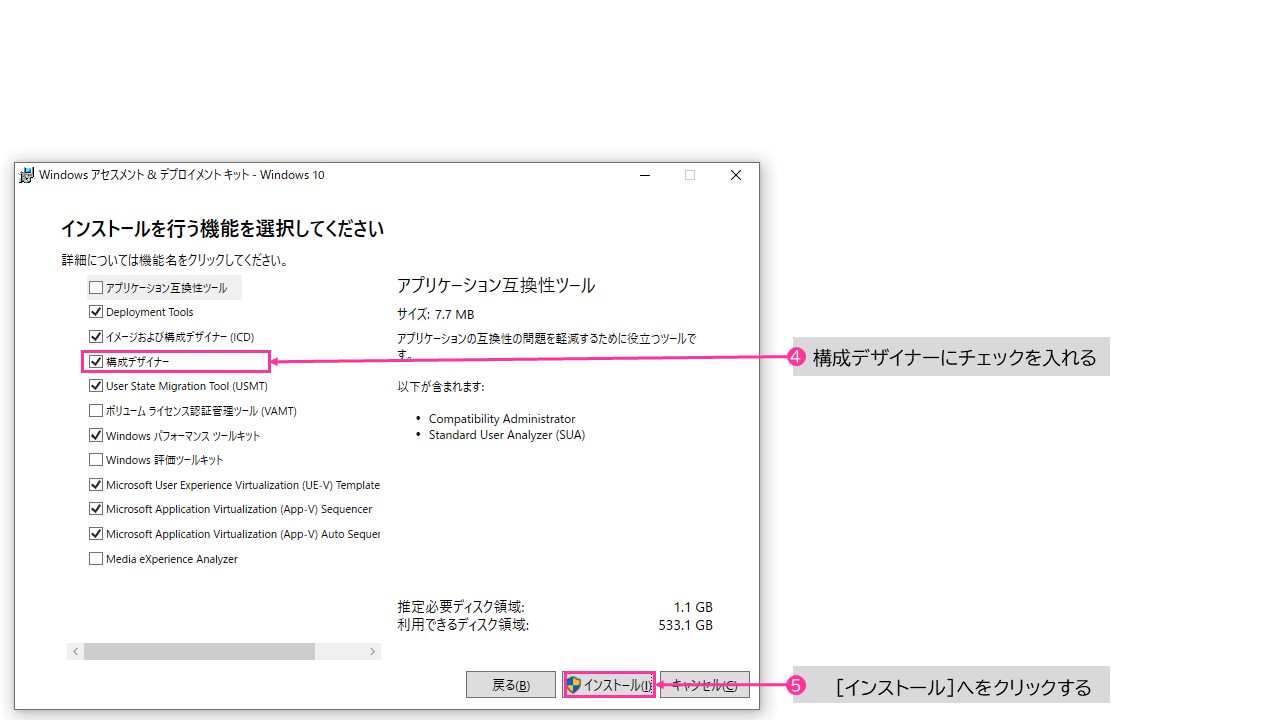 Windows アセスメント & デプロイメント キット - Windows 10
インストールを行う機能を選択してください
詳細については機能名をクリックしてください。
アプリケーション互換性ツール
Deployment Tools
イメージおよび構成デザイナー (ICD)
構成デザイナー
User State Migration Tool (USMT)
ボリューム ライセンス認証管理ツール (VAMT)
Windows パフォーマンス ツールキット
Windows 評価ツールキット
Microsoft User Experience Virtualization (UE-V) Template
Microsoft Application Virtualization (App-V) Sequencer
Microsoft Application Virtualization (App-V) Auto Sequer
Media eXperience Analyzer
アプリケーション互換性ツール
サイズ: 7.7 MB
アプリケーションの互換性の問題を軽減するために役立つツールで
す。
以下が含まれます:
• Compatibility Administrator
• Standard User Analyzer (SUA)
推定必要ディスク領域: 1.1 GB
利用できるディスク領域: 533.1 GB
戻る(B)
インストール(I)
キャンセル(C)
④ 構成デザイナーにチェックを入れる
⑤ [インストール]へをクリックする